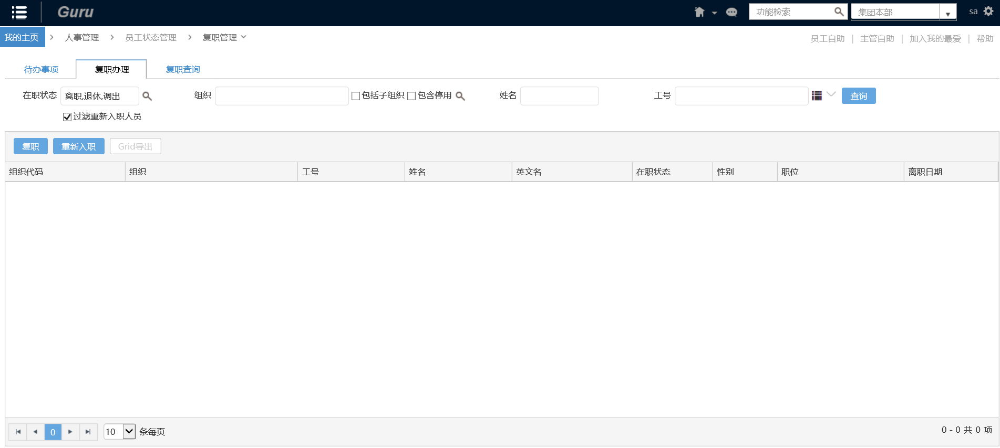 Guru
功能检索
集团本部
sa
我的主页 > 人事管理 > 员工状态管理 > 复职管理
员工自助 | 主管自助 | 加入我的最爱 | 帮助
待办事项 复职办理 复职查询
在职状态 离职,退休,调出 组织 包括子组织 包含停用 姓名 工号 查询
过滤重新入职人员
复职 重新入职 Grid导出
组织代码 组织 工号 姓名 英文名 在职状态 性别 职位 离职日期
0 10 条每页 0 - 0 共 0 项